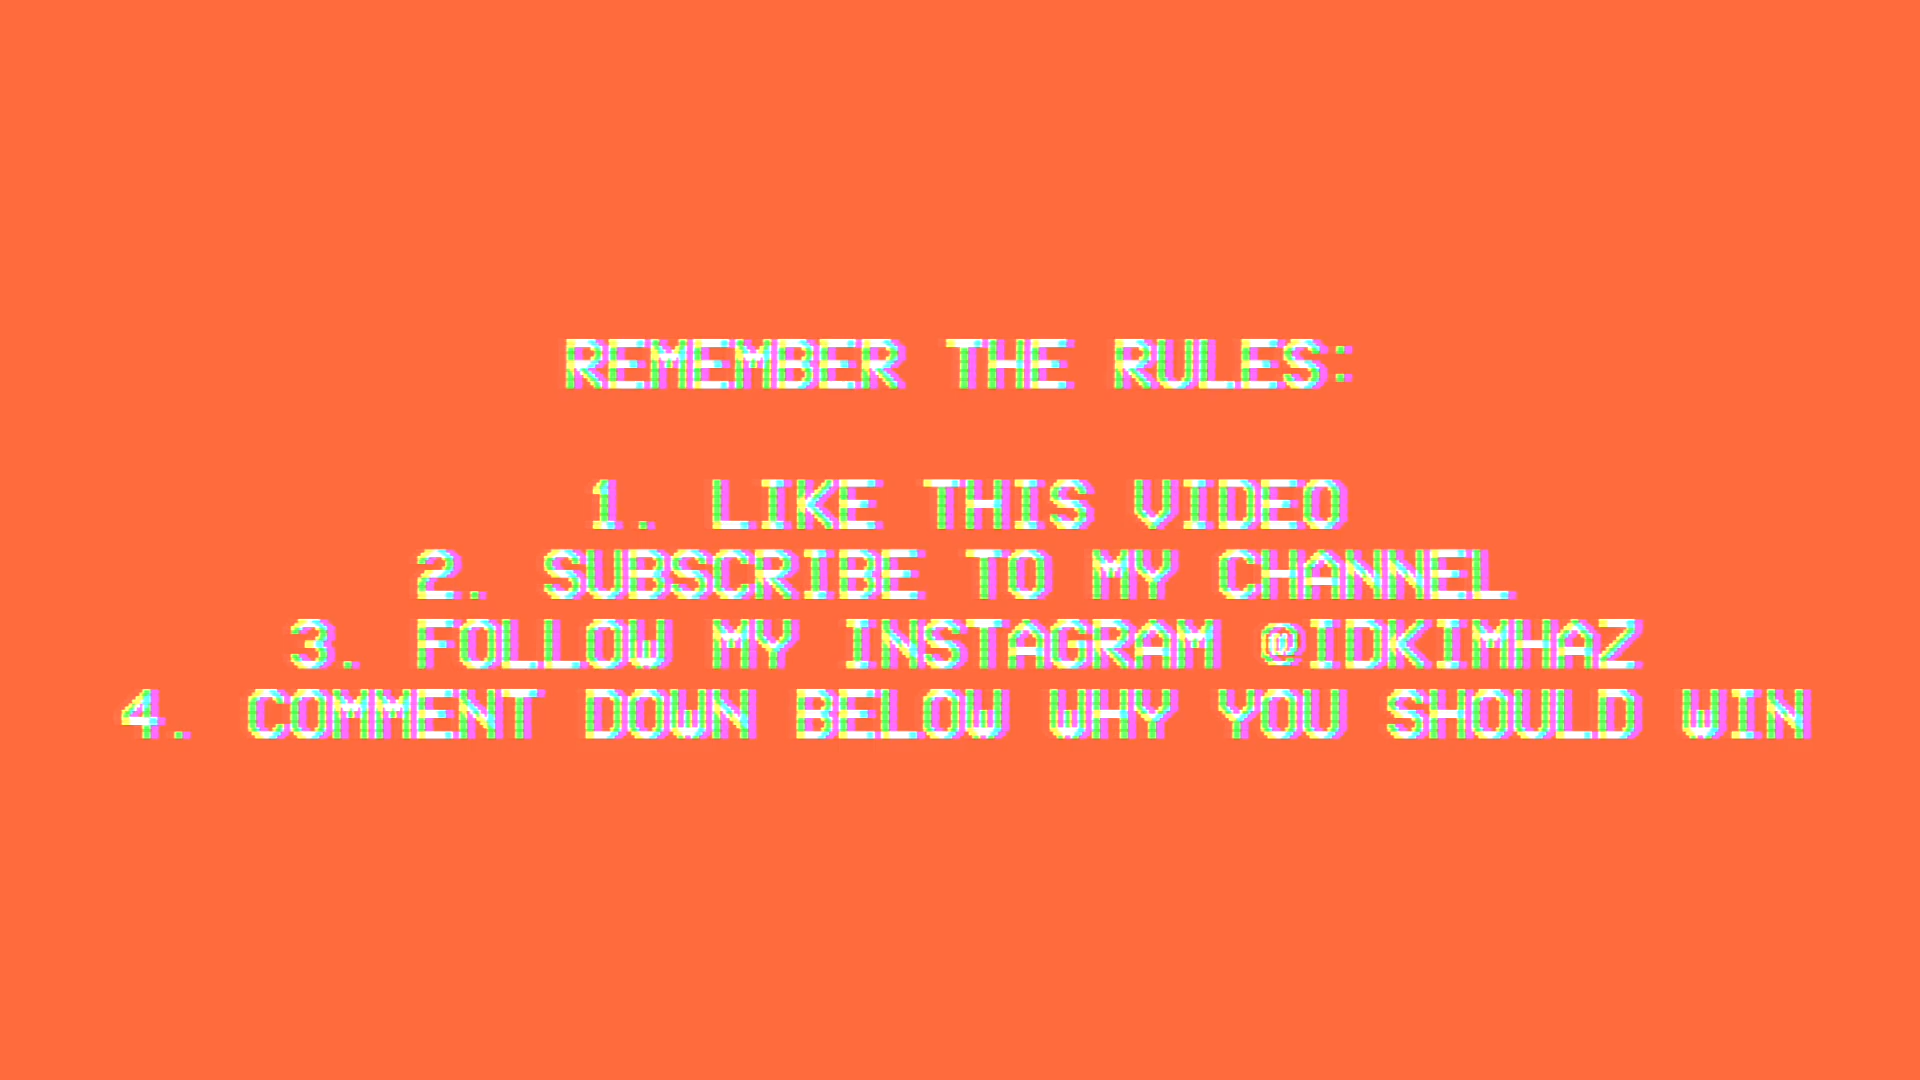 REMEMBER THE RULES:
1. LIKE THIS VIDEO
2. SUBSCRIBE TO MY CHANNEL
3. FOLLOW MY INSTAGRAM @IDKIMHAZ
4. COMMENT DOWN BELOW WHY YOU SHOULD WIN